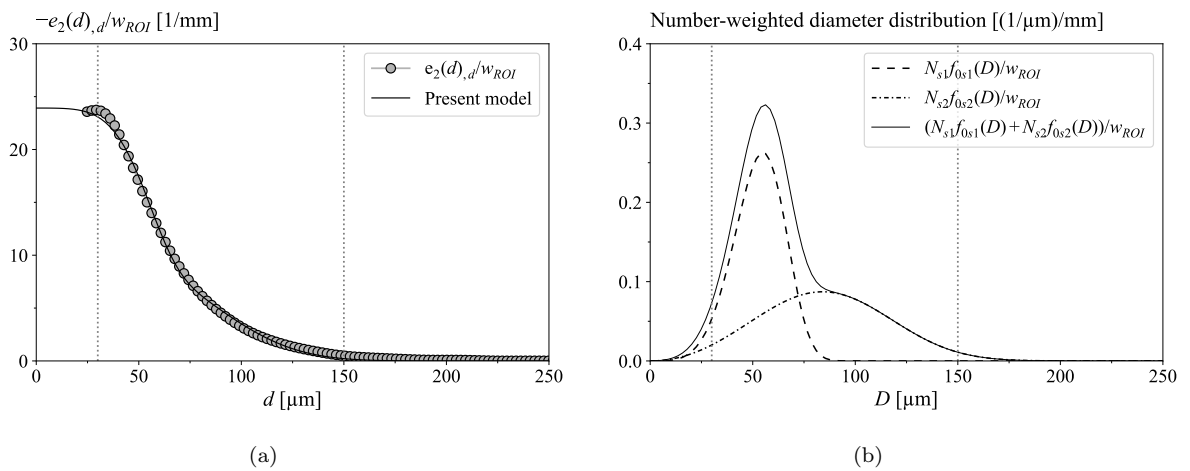 −e₂(d),d/wROI [1/mm]
30
20
10
0
0 50 100 150 200 250
d [µm]
e₂(d),d/wROI
Present model
(a)
Number-weighted diameter distribution [(1/µm)/mm]
0.4
0.3
0.2
0.1
0.0
0 50 100 150 200 250
D [µm]
Ns1f0s1(D)/wROI
Ns2f0s2(D)/wROI
(Ns1f0s1(D)+Ns2f0s2(D))/wROI
(b)